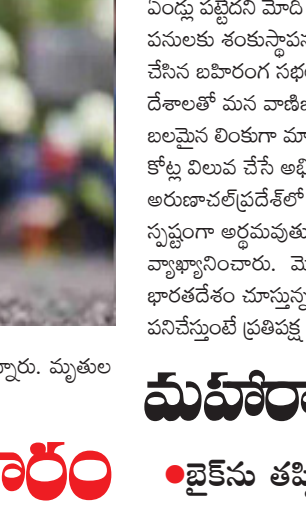 ఏండ్లు పట్టేదని మోదీ
పనులకు శంకుస్థాపన
చేసిన బహిరంగ సభ
దేశాలతో మన వాణిజ
బలమైన లింకుగా మా
కోట్ల విలువ చేసే అభి
అరుణాచల్‌ప్రదేశ్‌లో
స్పష్టంగా అర్థమవుతు
వ్యాఖ్యానించారు. మె
భారతదేశం చూస్తున్న
పనిచేస్తుంటే ప్రతిపక్ష
న్నారు. మృతుల
మహారా
ారం
●బైక్‌ను తప్పి